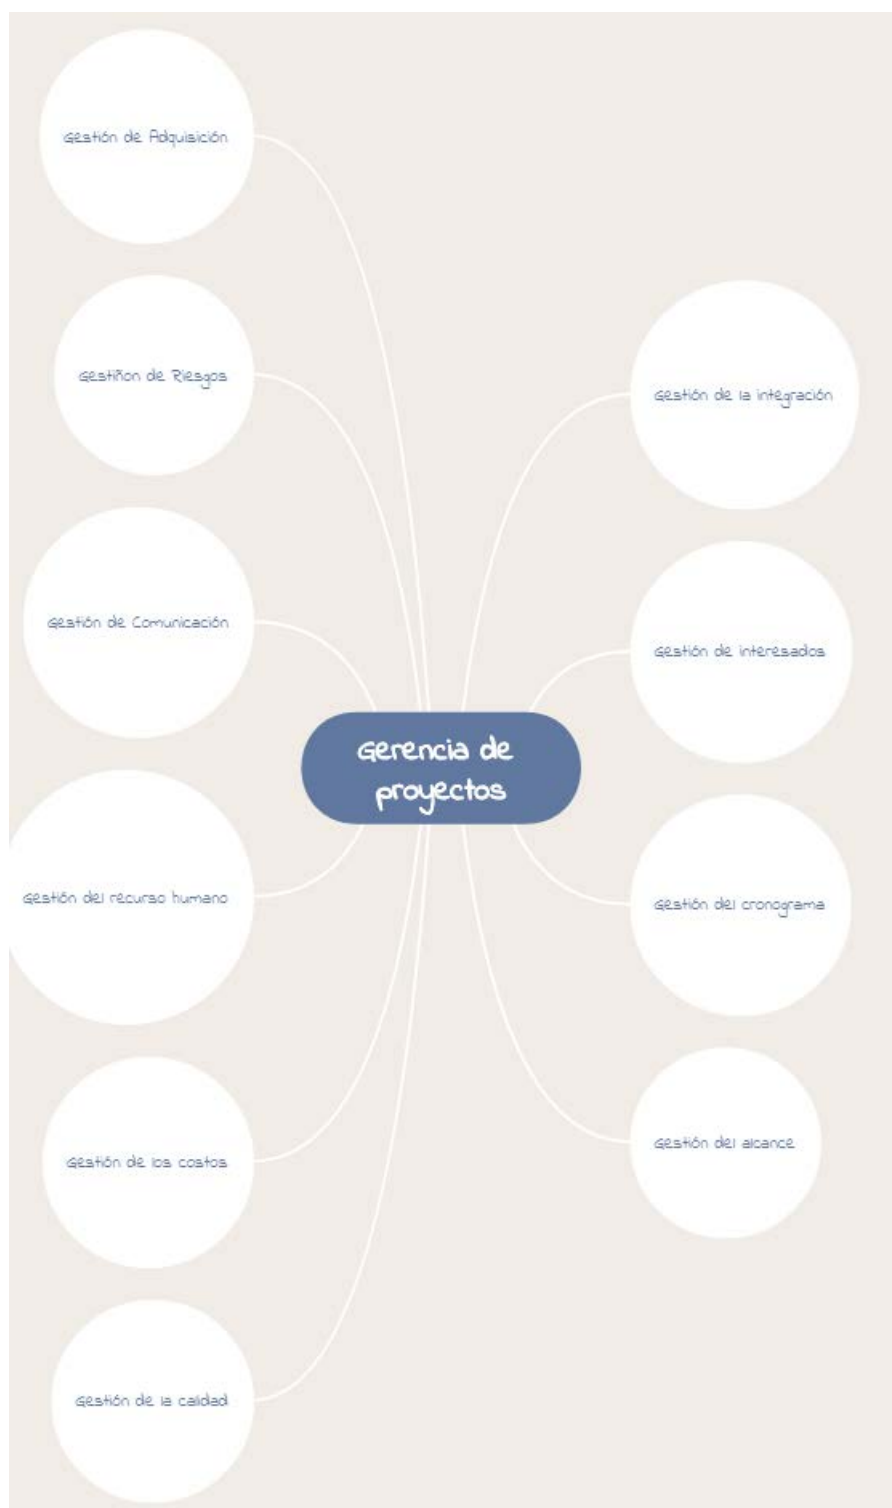 Gestión de Adquisición
Gestiñon de Riesgos
Gestión de Comunicación
Gestión del recurso humano
Gestión de los costos
Gestión de la calidad
Gerencia de
proyectos
Gestión de la integración
Gestión de interesados
Gestión del cronograma
Gestión del alcance